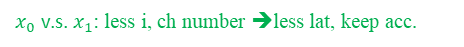 x₀ v.s. x₁: less i, ch number ➔less lat, keep acc.